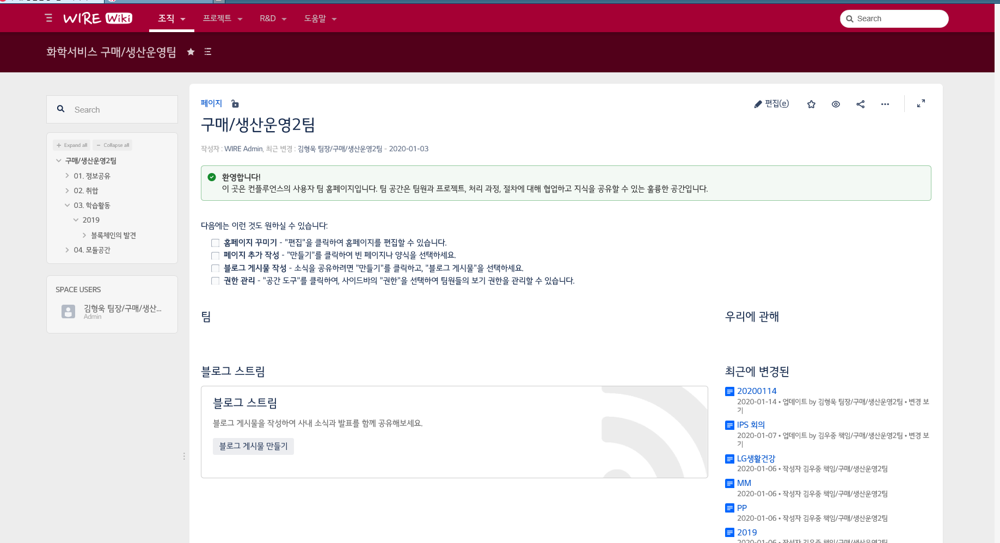 WIRE Wiki
조직
프로젝트
R&D
도움말
Search
화학서비스 구매/생산운영팀
Search
Expand all
Collapse all
구매/생산운영2팀
01. 정보공유
02. 취합
03. 학습활동
2019
블록체인의 발견
04. 모듈공간
SPACE USERS
김형욱 팀장/구매/생산...
Admin
페이지
편집(e)
구매/생산운영2팀
작성자 : WIRE Admin, 최근 변경 : 김형욱 팀장/구매/생산운영2팀 - 2020-01-03
환영합니다!
이 곳은 컨플루언스의 사용자 팀 홈페이지입니다. 팀 공간은 팀원과 프로젝트, 처리 과정, 절차에 대해 협업하고 지식을 공유할 수 있는 훌륭한 공간입니다.
다음에는 이런 것도 원하실 수 있습니다:
홈페이지 꾸미기 - "편집"을 클릭하여 홈페이지를 편집할 수 있습니다.
페이지 추가 작성 - "만들기"를 클릭하여 빈 페이지나 양식을 선택하세요.
블로그 게시물 작성 - 소식을 공유하려면 "만들기"를 클릭하고, "블로그 게시물"을 선택하세요.
권한 관리 - "공간 도구"를 클릭하여, 사이드바의 "권한"을 선택하여 팀원들의 보기 권한을 관리할 수 있습니다.
팀
블로그 스트림
블로그 스트림
블로그 게시물을 작성하여 사내 소식과 발표를 함께 공유해보세요.
블로그 게시물 만들기
우리에 관해
최근에 변경된
20200114
2020-01-14 • 업데이트 by 김형욱 팀장/구매/생산운영2팀 • 변경 보
기
IPS 회의
2020-01-07 • 업데이트 by 김우중 책임/구매/생산운영2팀 • 변경 보
기
LG생활건강
2020-01-06 • 작성자 김우중 책임/구매/생산운영2팀
MM
2020-01-06 • 작성자 김우중 책임/구매/생산운영2팀
PP
2020-01-06 • 작성자 김우중 책임/구매/생산운영2팀
2019
2020-01-06 • 작성자 김우중 책임/구매/생산운영2팀